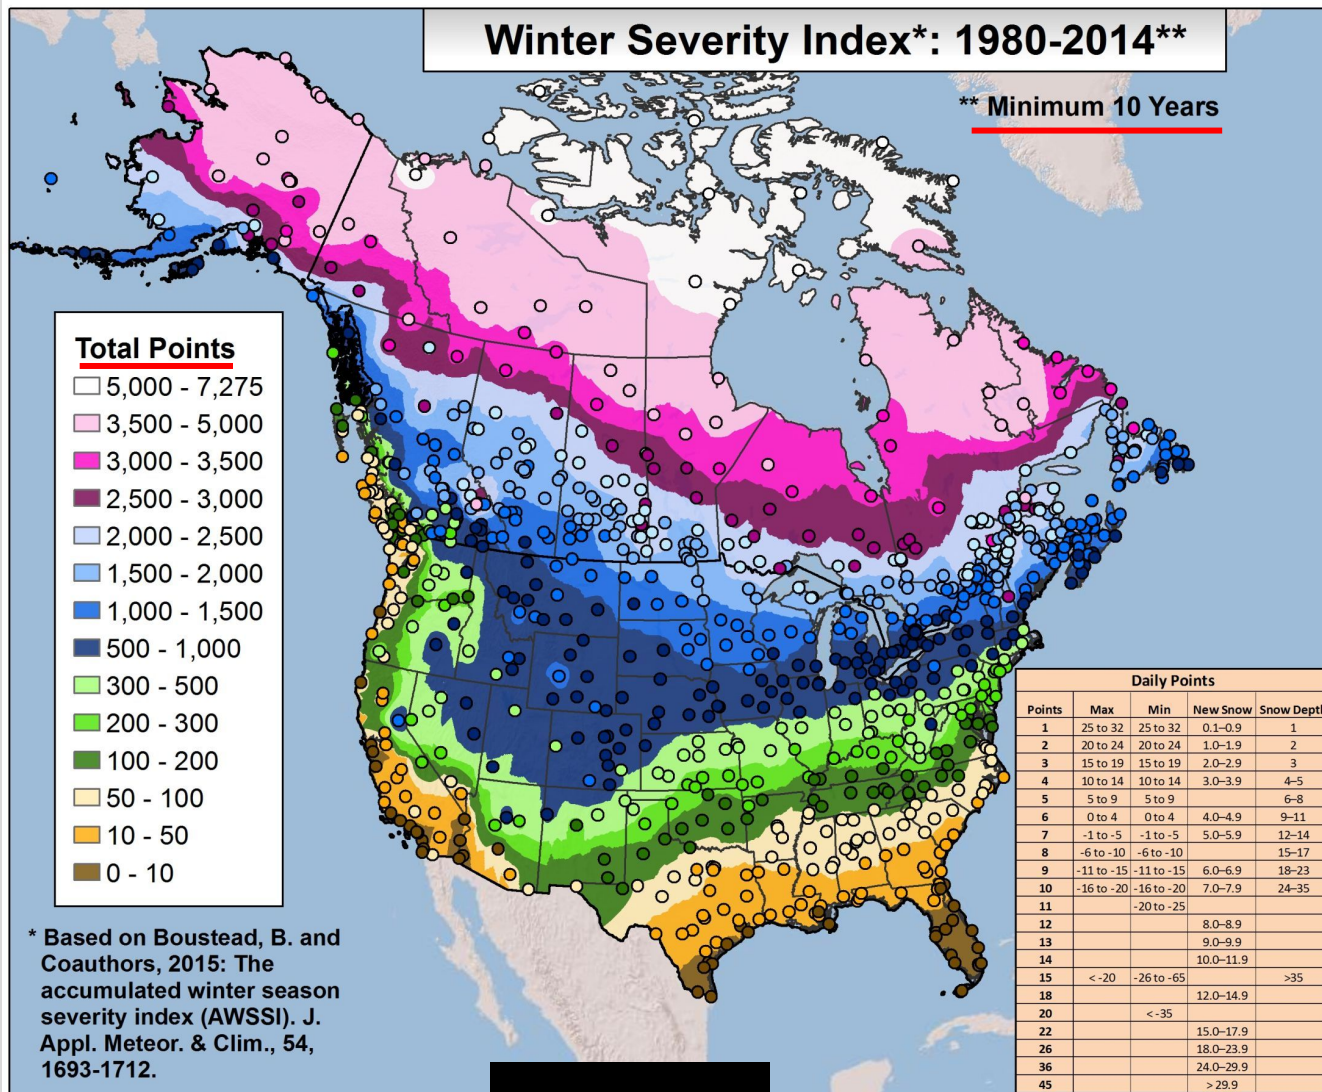 Winter Severity Index*: 1980-2014**
** Minimum 10 Years
Total Points
5,000 - 7,275
3,500 - 5,000
3,000 - 3,500
2,500 - 3,000
2,000 - 2,500
1,500 - 2,000
1,000 - 1,500
500 - 1,000
300 - 500
200 - 300
100 - 200
50 - 100
10 - 50
0 - 10
* Based on Boustead, B. and
Coauthors, 2015: The
accumulated winter season
severity index (AWSSI). J.
Appl. Meteor. & Clim., 54,
1693-1712.
Daily Points
Points Max Min New Snow Snow Depth
1 25 to 32 25 to 32 0.1–0.9 1
2 20 to 24 20 to 24 1.0–1.9 2
3 15 to 19 15 to 19 2.0–2.9 3
4 10 to 14 10 to 14 3.0–3.9 4–5
5 5 to 9 5 to 9 6–8
6 0 to 4 0 to 4 4.0–4.9 9–11
7 -1 to -5 -1 to -5 5.0–5.9 12–14
8 -6 to -10 -6 to -10 15–17
9 -11 to -15 -11 to -15 6.0–6.9 18–23
10 -16 to -20 -16 to -20 7.0–7.9 24–35
11 -20 to -25
12 8.0–8.9
13 9.0–9.9
14 10.0–11.9
15 < -20 -26 to -65 >35
18 12.0–14.9
20 < -35
22 15.0–17.9
26 18.0–23.9
36 24.0–29.9
45 > 29.9